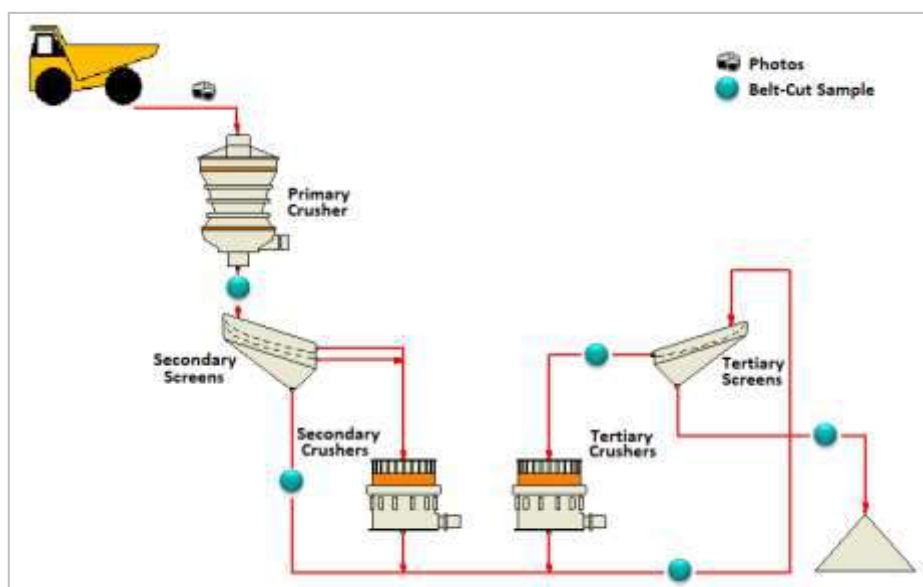 Photos
Belt-Cut Sample
Primary
Crusher
Secondary
Screens
Tertiary
Screens
Secondary
Crushers
Tertiary
Crushers